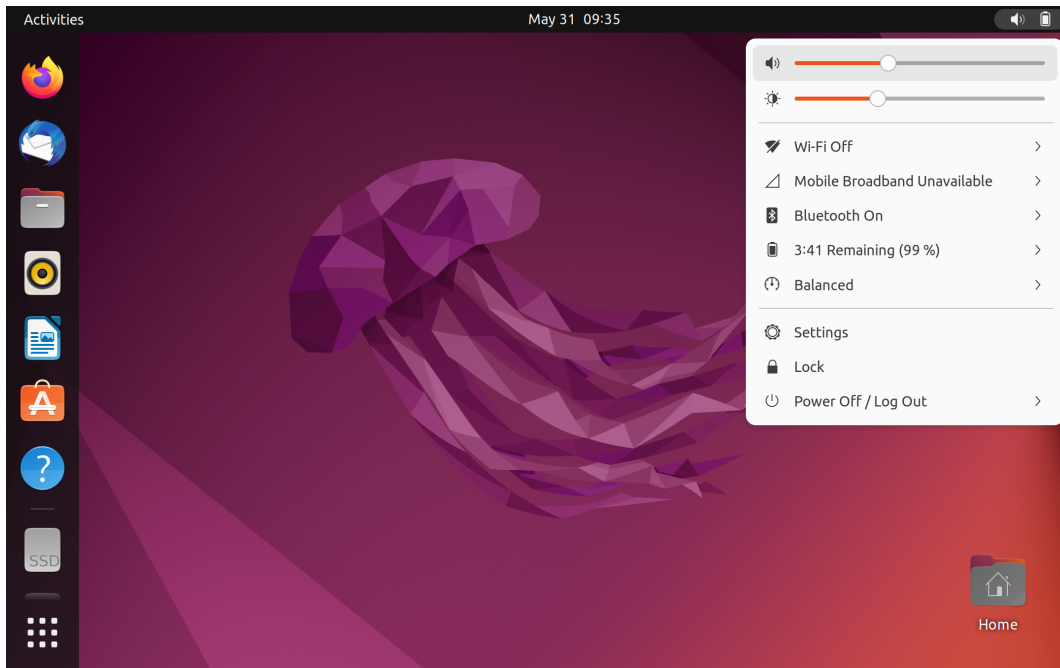 Activities
May 31 09:35
Wi-Fi Off
Mobile Broadband Unavailable
Bluetooth On
3:41 Remaining (99 %)
Balanced
Settings
Lock
Power Off / Log Out
SSD
Home